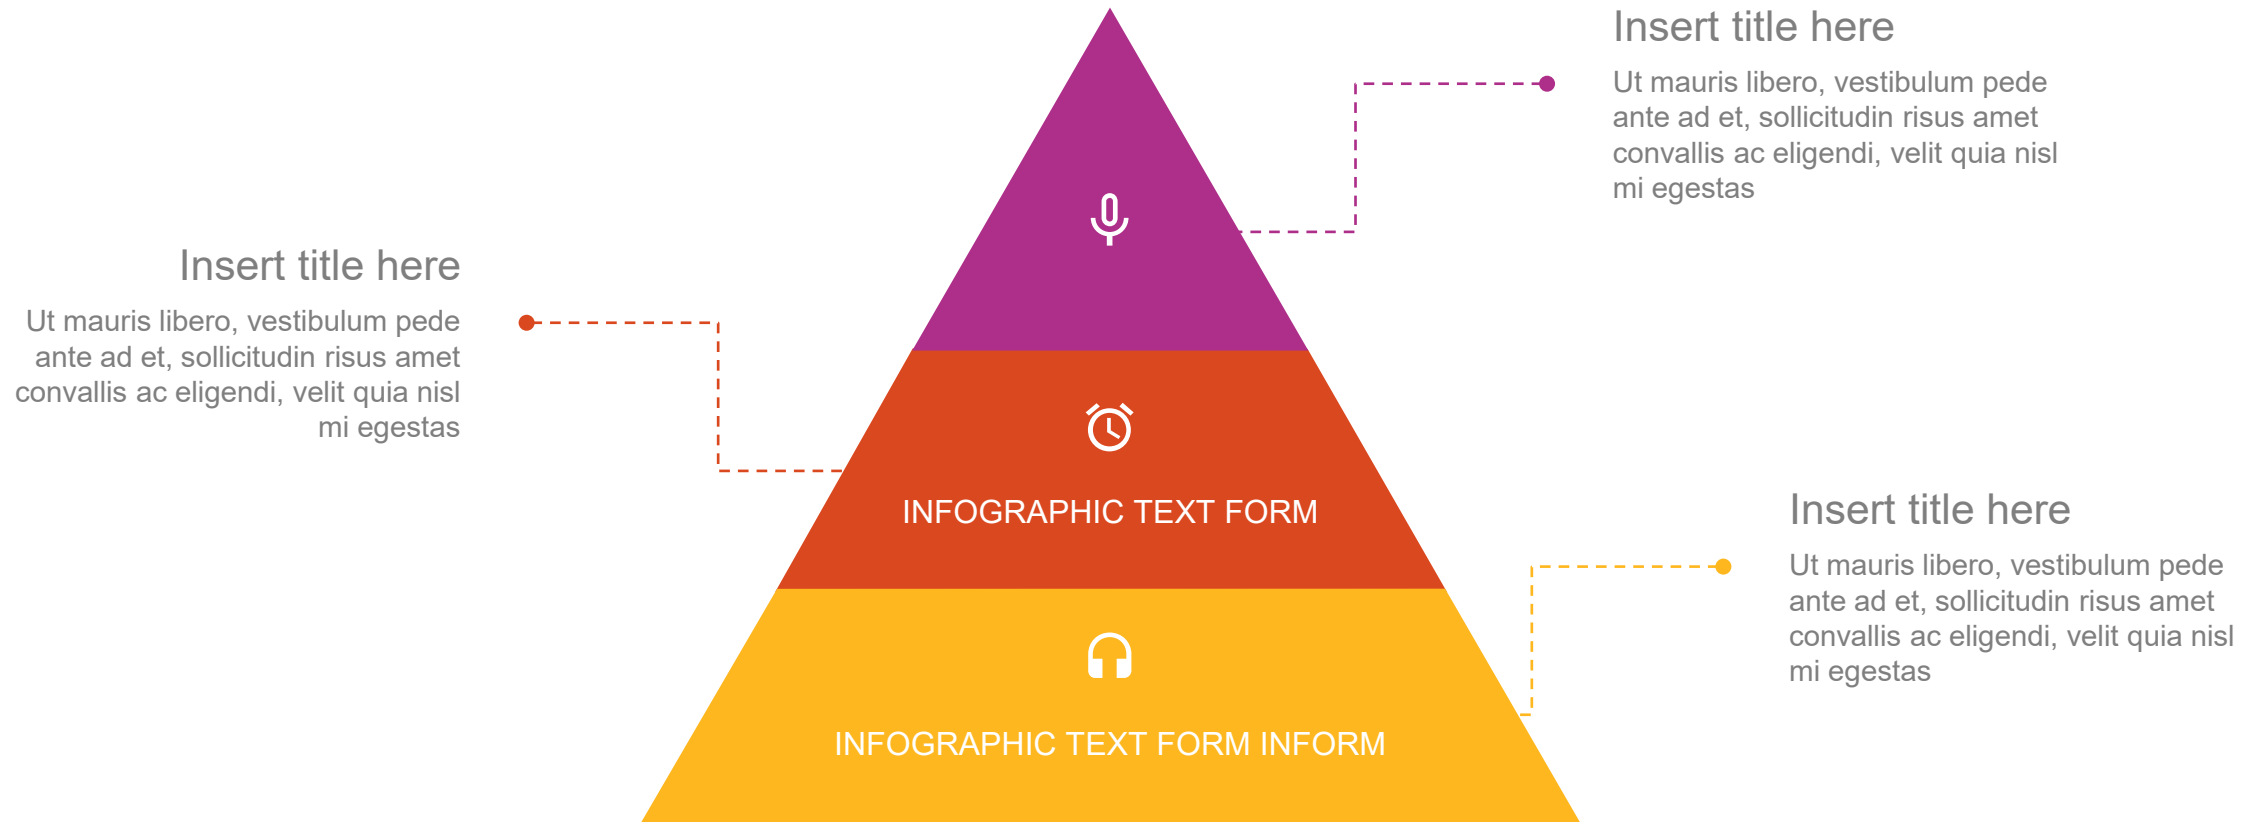 Insert title here
Ut mauris libero, vestibulum pede
ante ad et, sollicitudin risus amet
convallis ac eligendi, velit quia nisl
mi egestas
Insert title here
Ut mauris libero, vestibulum pede
ante ad et, sollicitudin risus amet
convallis ac eligendi, velit quia nisl
mi egestas
INFOGRAPHIC TEXT FORM
Insert title here
Ut mauris libero, vestibulum pede
ante ad et, sollicitudin risus amet
convallis ac eligendi, velit quia nisl
mi egestas
INFOGRAPHIC TEXT FORM INFORM